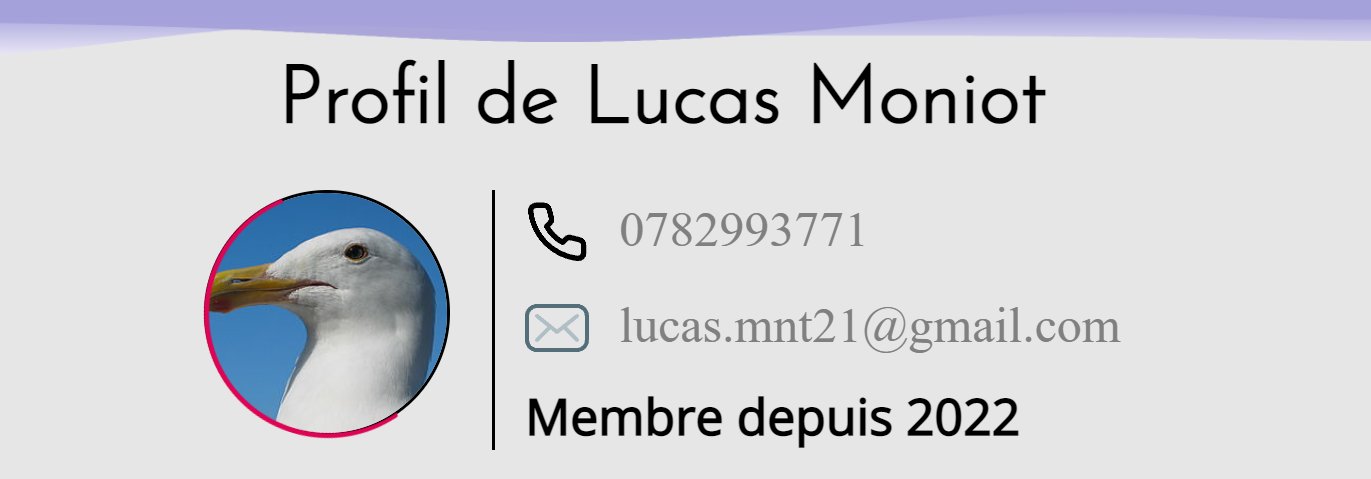 Profil de Lucas Moniot
0782993771
lucas.mnt21@gmail.com
Membre depuis 2022